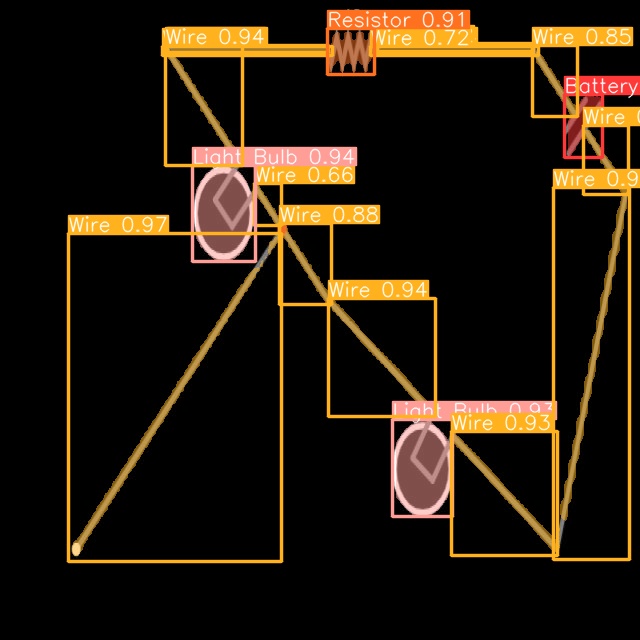 Resistor 0.91
Wire 0.94
Wire 0.72
Wire 0.85
Battery
Wire
Light Bulb 0.94
Wire 0.66
Wire 0.9
Wire 0.88
Wire 0.97
Wire 0.94
Light Bulb 0.93
Wire 0.93